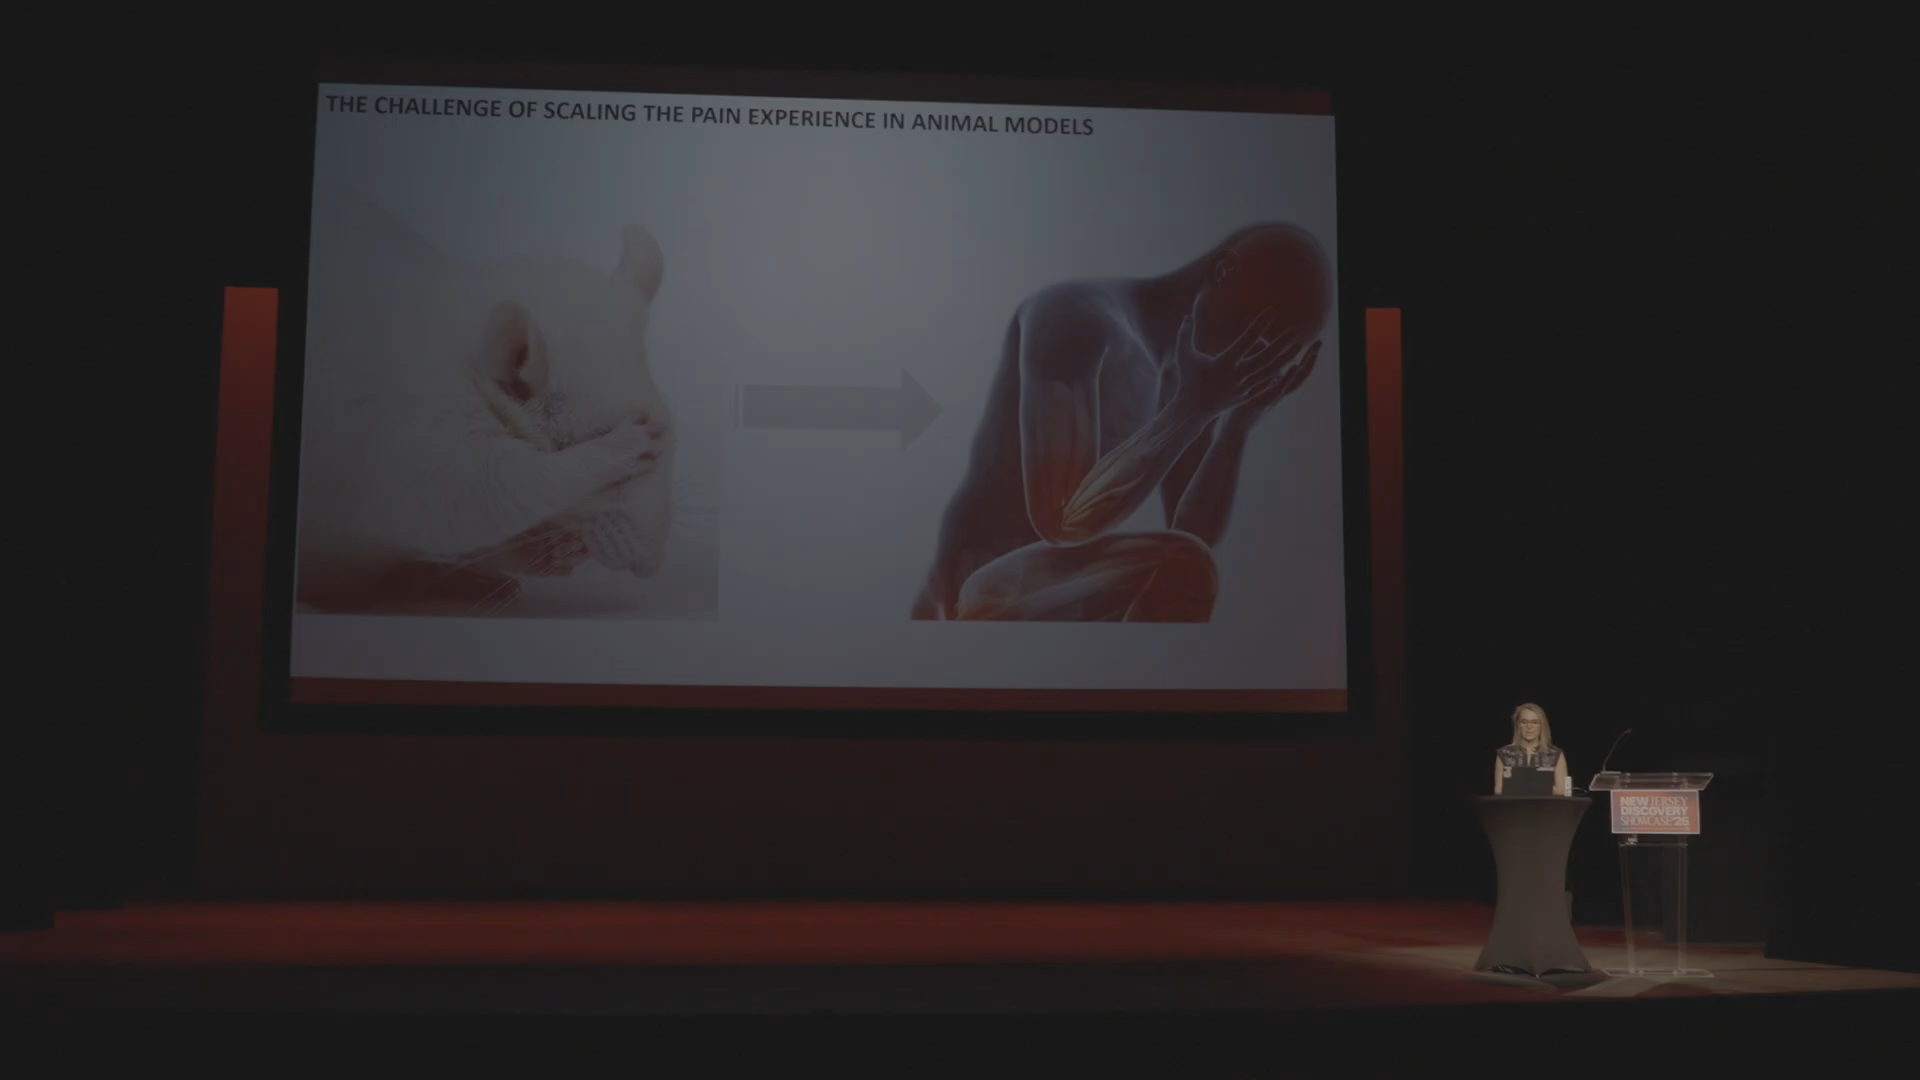 THE CHALLENGE OF SCALING THE PAIN EXPERIENCE IN ANIMAL MODELS
NEW JERSEY
DISCOVERY
SHOWCASE '25